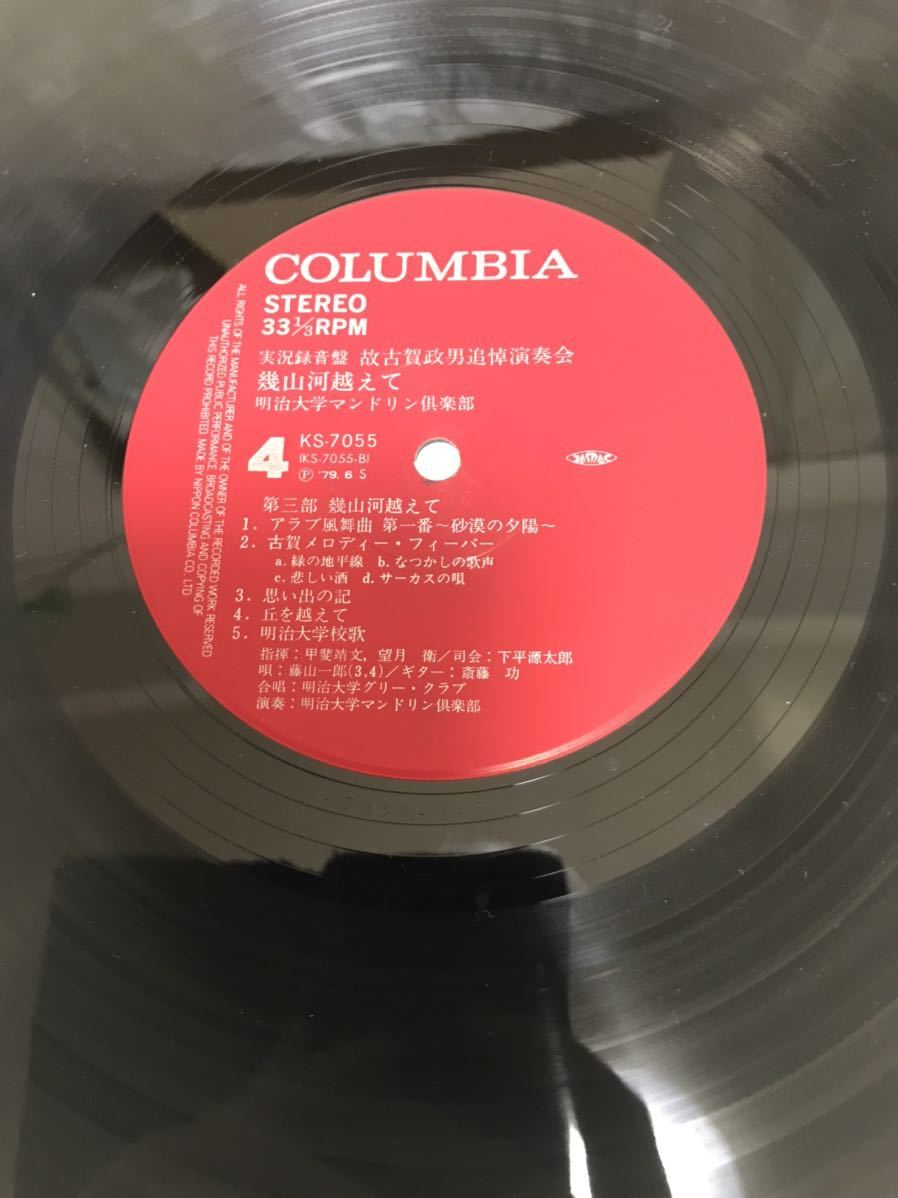 COLUMBIA
STEREO
33 1/3 RPM
実況録音盤 故古賀政男追悼演奏会
幾山河越えて
明治大学マンドリン倶楽部
4
KS-7055
(KS-7055-B)
Ⓟ '79. 6 S
JASRAC
第三部 幾山河越えて
1. アラブ風舞曲 第一番〜砂漠の夕陽〜
2. 古賀メロディー・フィーバー
a. 緑の地平線 b. なつかしの歌声
c. 悲しい酒 d. サーカスの唄
3. 思い出の記
4. 丘を越えて
5. 明治大学校歌
指揮：甲斐靖文, 望月 衛／司会：下平源太郎
唄：藤山一郎(3,4)／ギター：斎藤 功
合唱：明治大学グリー・クラブ
演奏：明治大学マンドリン倶楽部
ALL RIGHTS OF THE MANUFACTURER AND OF THE OWNER OF THE RECORDED WORK RESERVED
UNAUTHORIZED PUBLIC PERFORMANCE BROADCASTING AND COPYING OF
THIS RECORD PROHIBITED. MADE BY NIPPON COLUMBIA CO., LTD